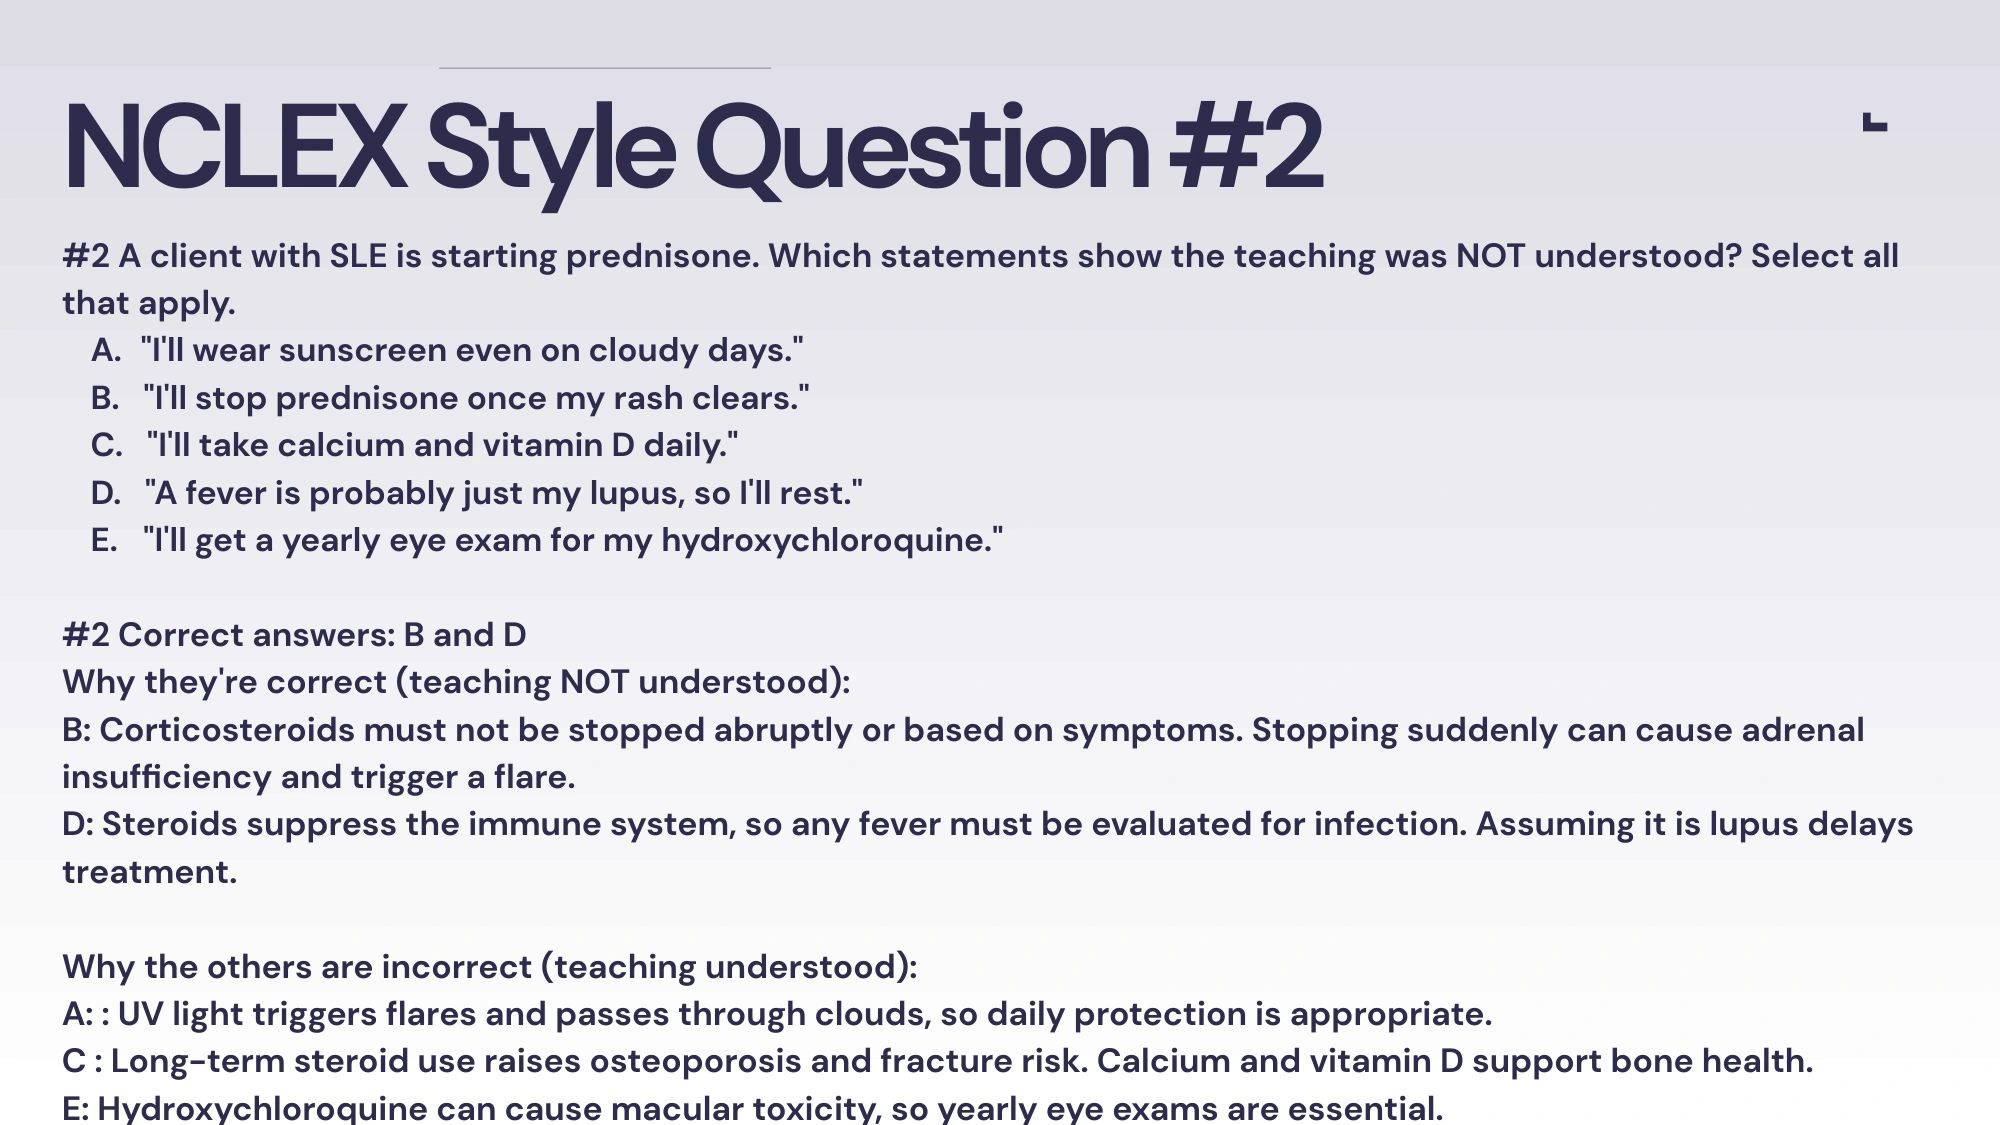 NCLEX Style Question #2
#2 A client with SLE is starting prednisone. Which statements show the teaching was NOT understood? Select all
that apply.
A. "I'll wear sunscreen even on cloudy days."
B. "I'll stop prednisone once my rash clears."
C. "I'll take calcium and vitamin D daily."
D. "A fever is probably just my lupus, so I'll rest."
E. "I'll get a yearly eye exam for my hydroxychloroquine."
#2 Correct answers: B and D
Why they're correct (teaching NOT understood):
B: Corticosteroids must not be stopped abruptly or based on symptoms. Stopping suddenly can cause adrenal
insufficiency and trigger a flare.
D: Steroids suppress the immune system, so any fever must be evaluated for infection. Assuming it is lupus delays
treatment.
Why the others are incorrect (teaching understood):
A: : UV light triggers flares and passes through clouds, so daily protection is appropriate.
C : Long-term steroid use raises osteoporosis and fracture risk. Calcium and vitamin D support bone health.
E: Hydroxychloroquine can cause macular toxicity, so yearly eye exams are essential.